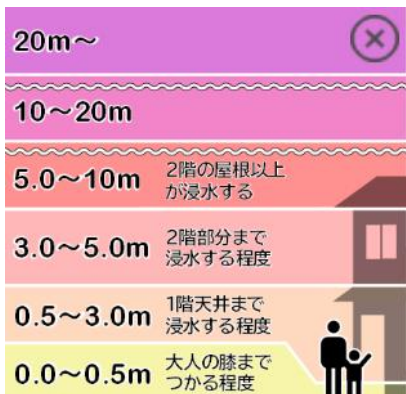 20m～
10～20m
5.0～10m
2階の屋根以上
が浸水する
3.0～5.0m
2階部分まで
浸水する程度
0.5～3.0m
1階天井まで
浸水する程度
0.0～0.5m
大人の膝まで
つかる程度